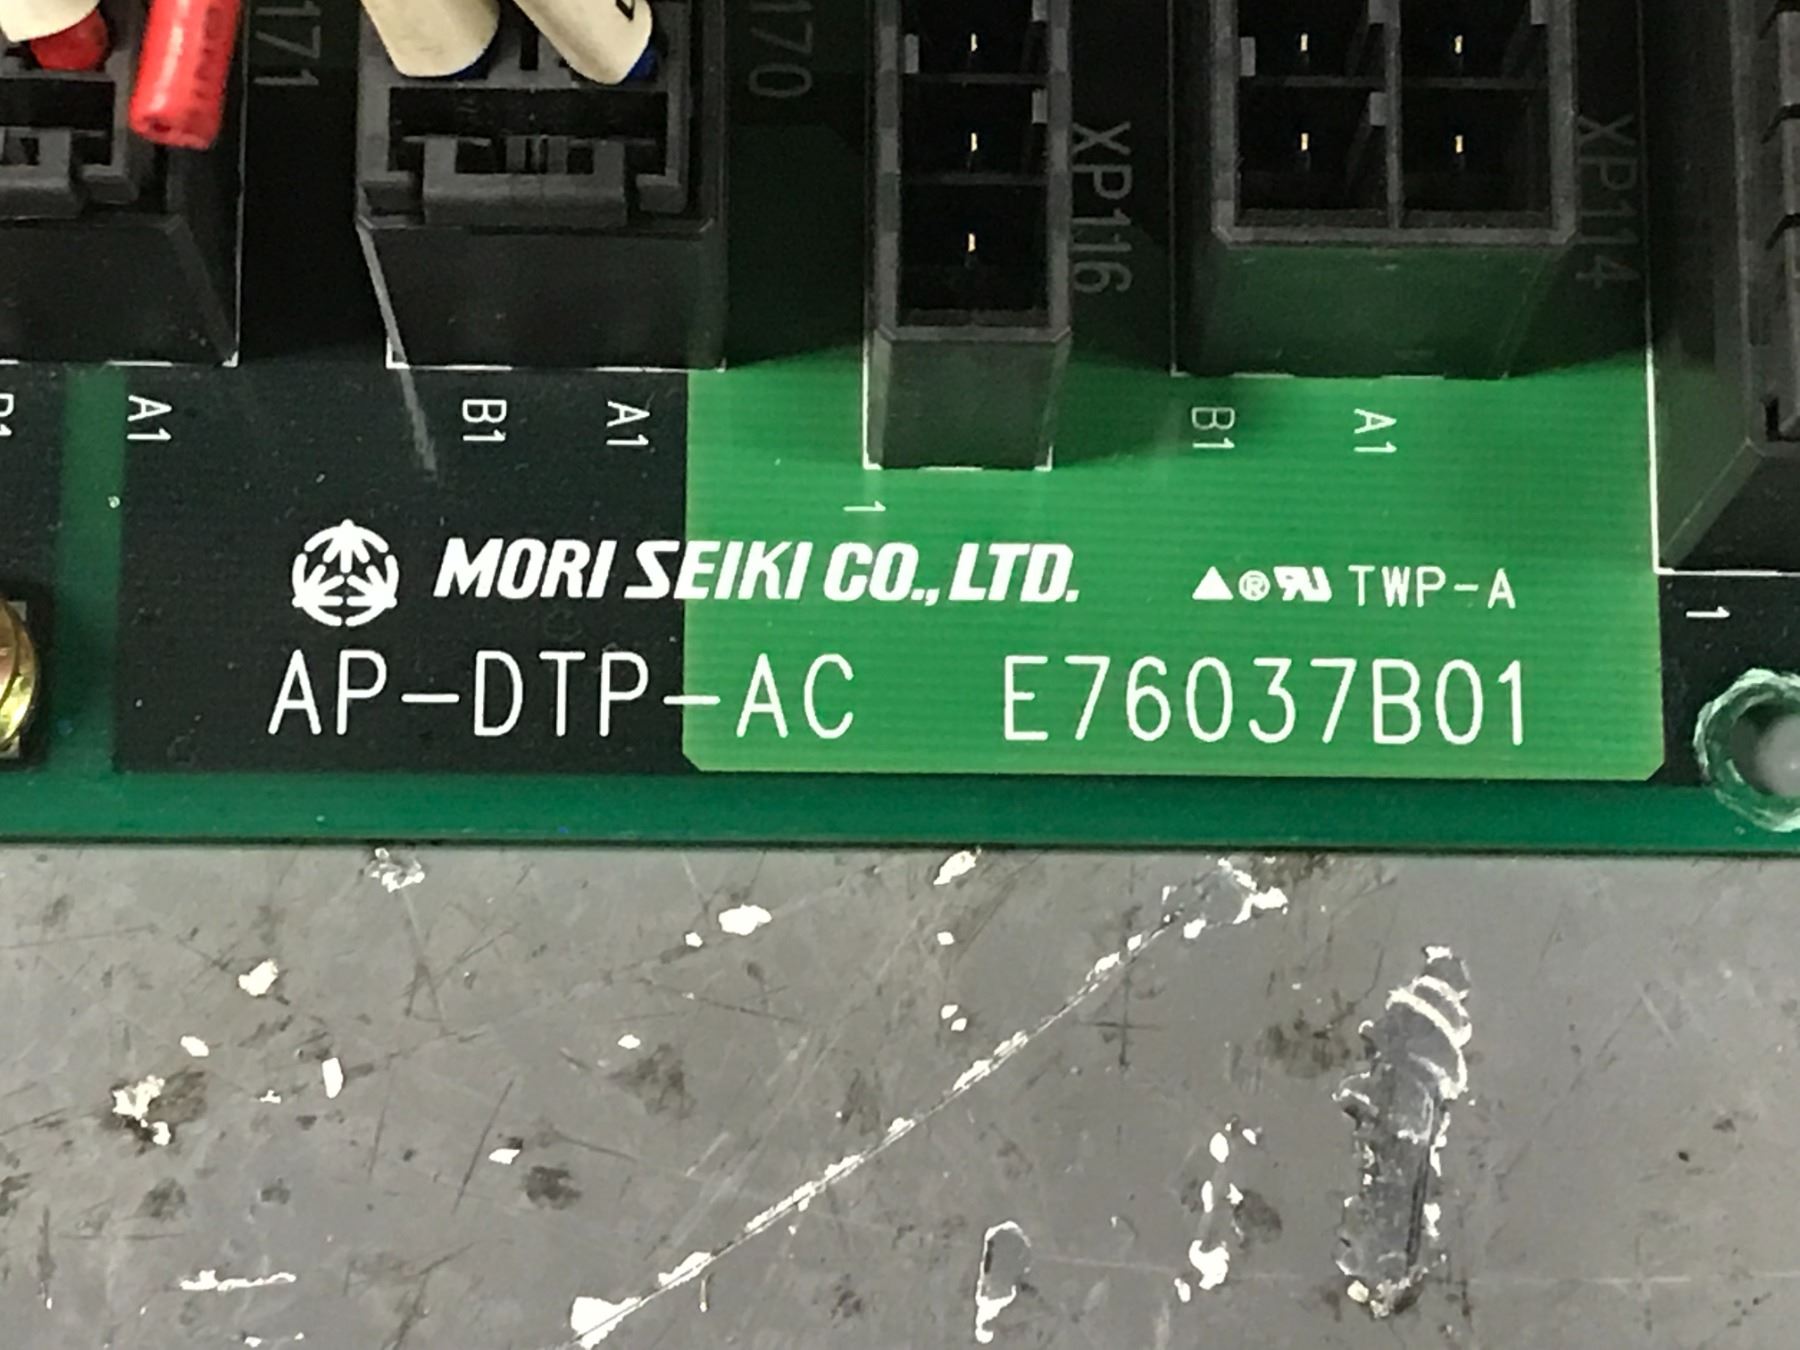 171
170
XP116
XP114
A1
B1
A1
B1
A1
1
MORI SEIKI CO.,LTD.
TWP-A
1
AP-DTP-AC E76037B01